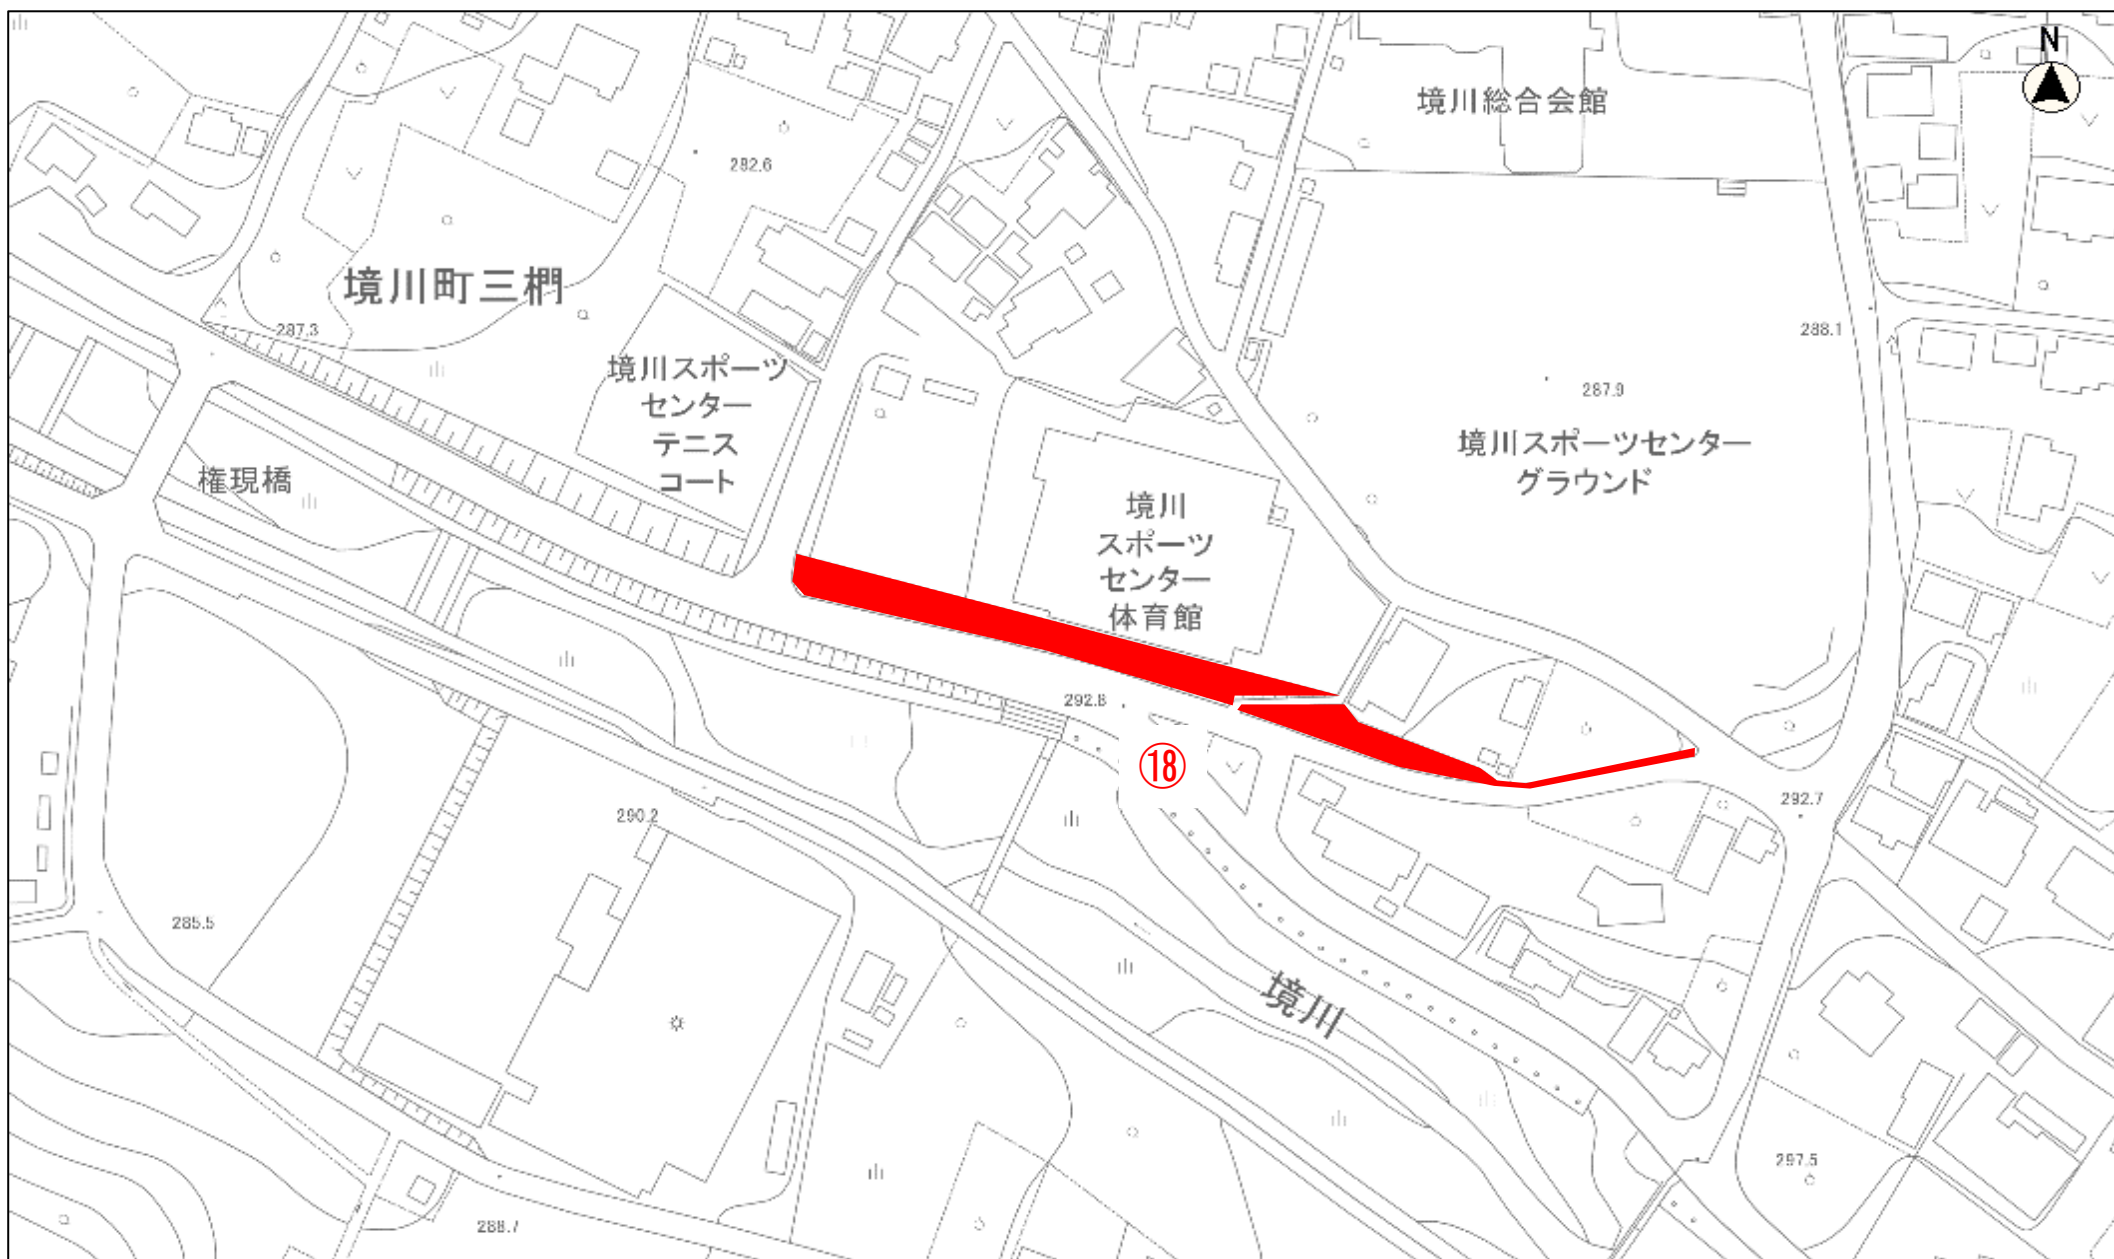 N
境川総合会館
282.6
境川町三椚
287.3
288.1
境川スポーツ
センター
テニス
コート
287.9
境川スポーツセンター
グラウンド
権現橋
境川
スポーツ
センター
体育館
292.8
⑱
292.7
290.2
285.5
境川
297.5
288.7